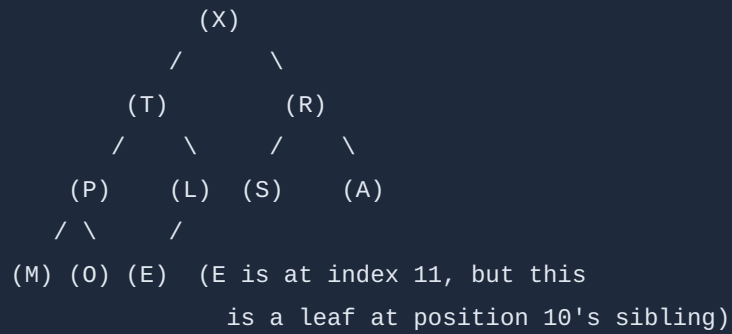 (X)
/ \
(T) (R)
/ \ / \
(P) (L) (S) (A)
/ \ /
(M) (O) (E) (E is at index 11, but this
is a leaf at position 10's sibling)